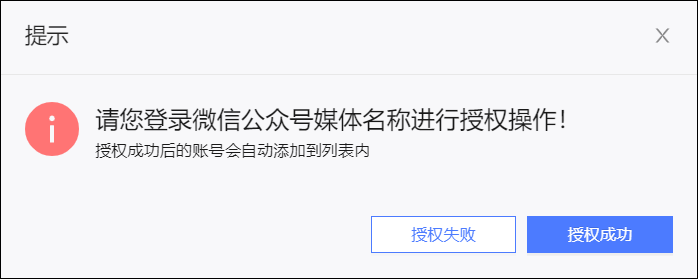 提示
请您登录微信公众号媒体名称进行授权操作！
授权成功后的账号会自动添加到列表内
授权失败
授权成功